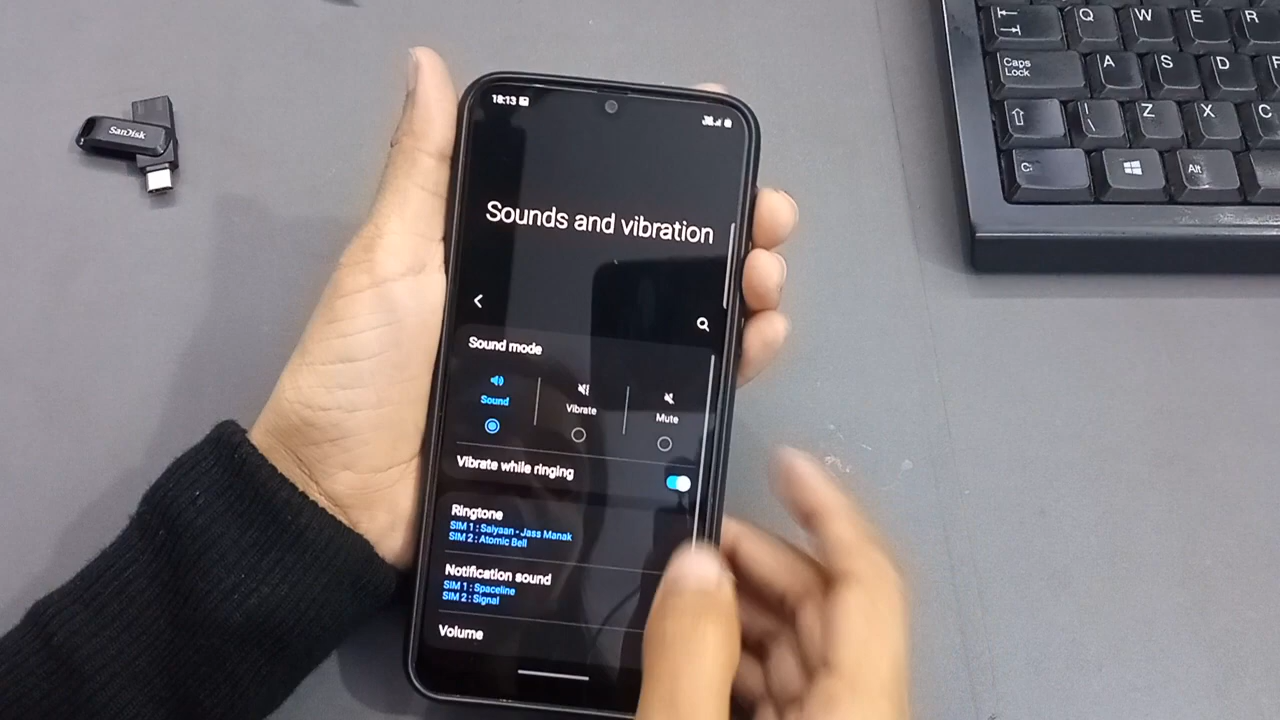 SanDisk
18:13
Sounds and vibration
Sound mode
Sound
Vibrate
Mute
Vibrate while ringing
Ringtone
SIM 1 : Saiyaan - Jass Manak
SIM 2 : Atomic Bell
Notification sound
SIM 1 : Spaceline
SIM 2 : Signal
Volume
Q W E R
Caps
Lock
A S D F
\ Z X C
Alt